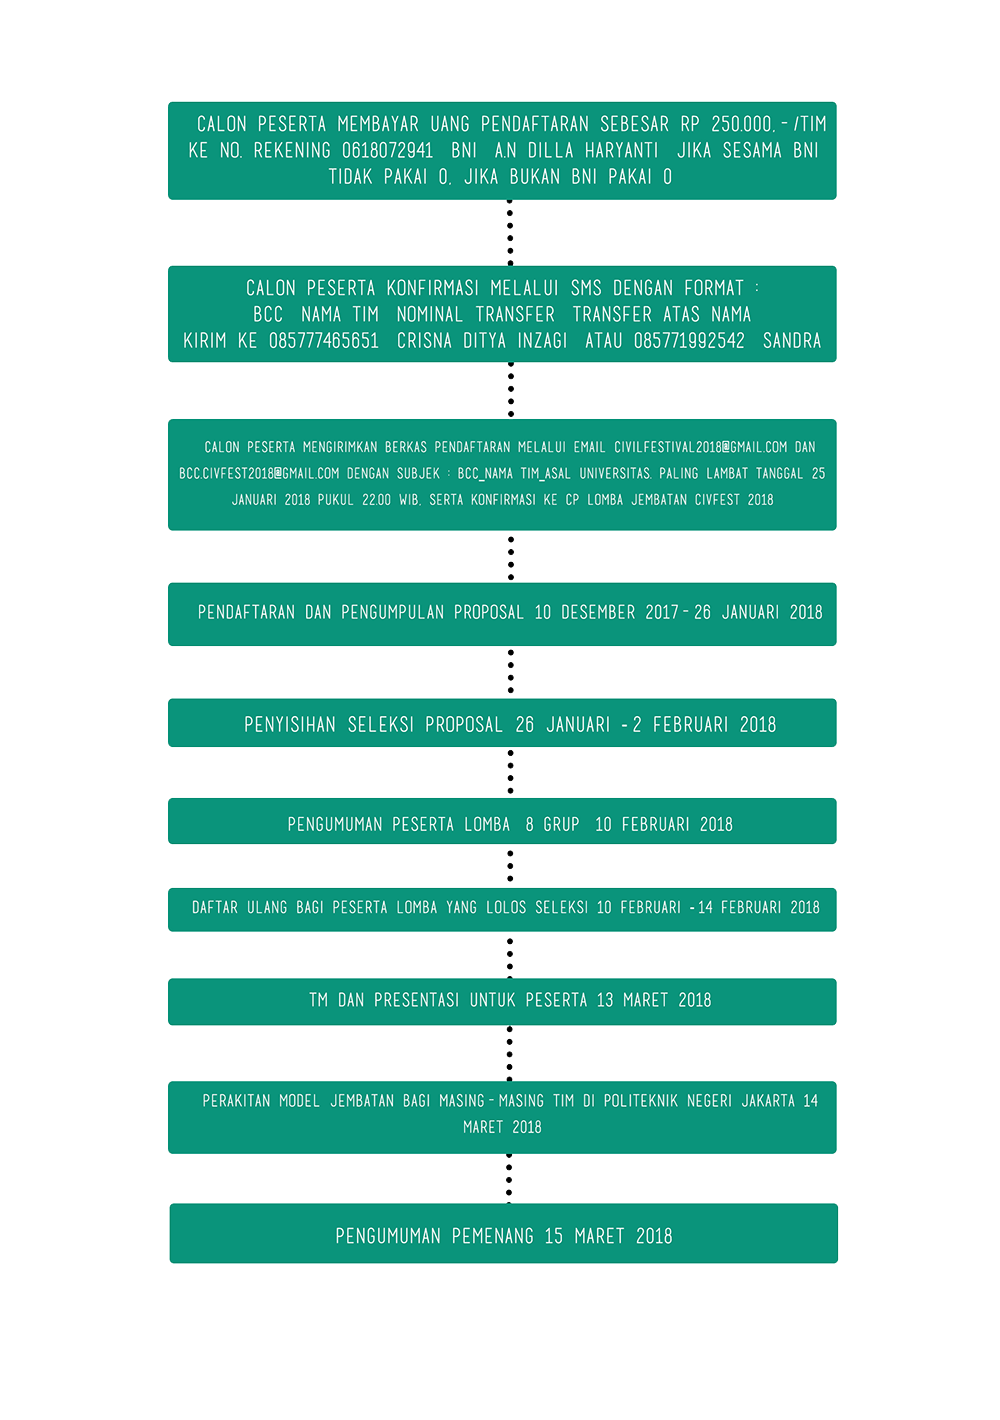 CALON PESERTA MEMBAYAR UANG PENDAFTARAN SEBESAR RP 250.000,-/TIM
KE NO. REKENING 0618072941 BNI A.N DILLA HARYANTI JIKA SESAMA BNI
TIDAK PAKAI 0, JIKA BUKAN BNI PAKAI 0
CALON PESERTA KONFIRMASI MELALUI SMS DENGAN FORMAT :
BCC NAMA TIM NOMINAL TRANSFER TRANSFER ATAS NAMA
KIRIM KE 085777465651 CRISNA DITYA INZAGI ATAU 085771992542 SANDRA
CALON PESERTA MENGIRIMKAN BERKAS PENDAFTARAN MELALUI EMAIL CIVILFESTIVAL2018@GMAIL.COM DAN
BCC.CIVFEST2018@GMAIL.COM DENGAN SUBJEK : BCC_NAMA TIM_ASAL UNIVERSITAS. PALING LAMBAT TANGGAL 25
JANUARI 2018 PUKUL 22.00 WIB, SERTA KONFIRMASI KE CP LOMBA JEMBATAN CIVFEST 2018
PENDAFTARAN DAN PENGUMPULAN PROPOSAL 10 DESEMBER 2017 - 26 JANUARI 2018
PENYISIHAN SELEKSI PROPOSAL 26 JANUARI - 2 FEBRUARI 2018
PENGUMUMAN PESERTA LOMBA 8 GRUP 10 FEBRUARI 2018
DAFTAR ULANG BAGI PESERTA LOMBA YANG LOLOS SELEKSI 10 FEBRUARI - 14 FEBRUARI 2018
TM DAN PRESENTASI UNTUK PESERTA 13 MARET 2018
PERAKITAN MODEL JEMBATAN BAGI MASING - MASING TIM DI POLITEKNIK NEGERI JAKARTA 14
MARET 2018
PENGUMUMAN PEMENANG 15 MARET 2018